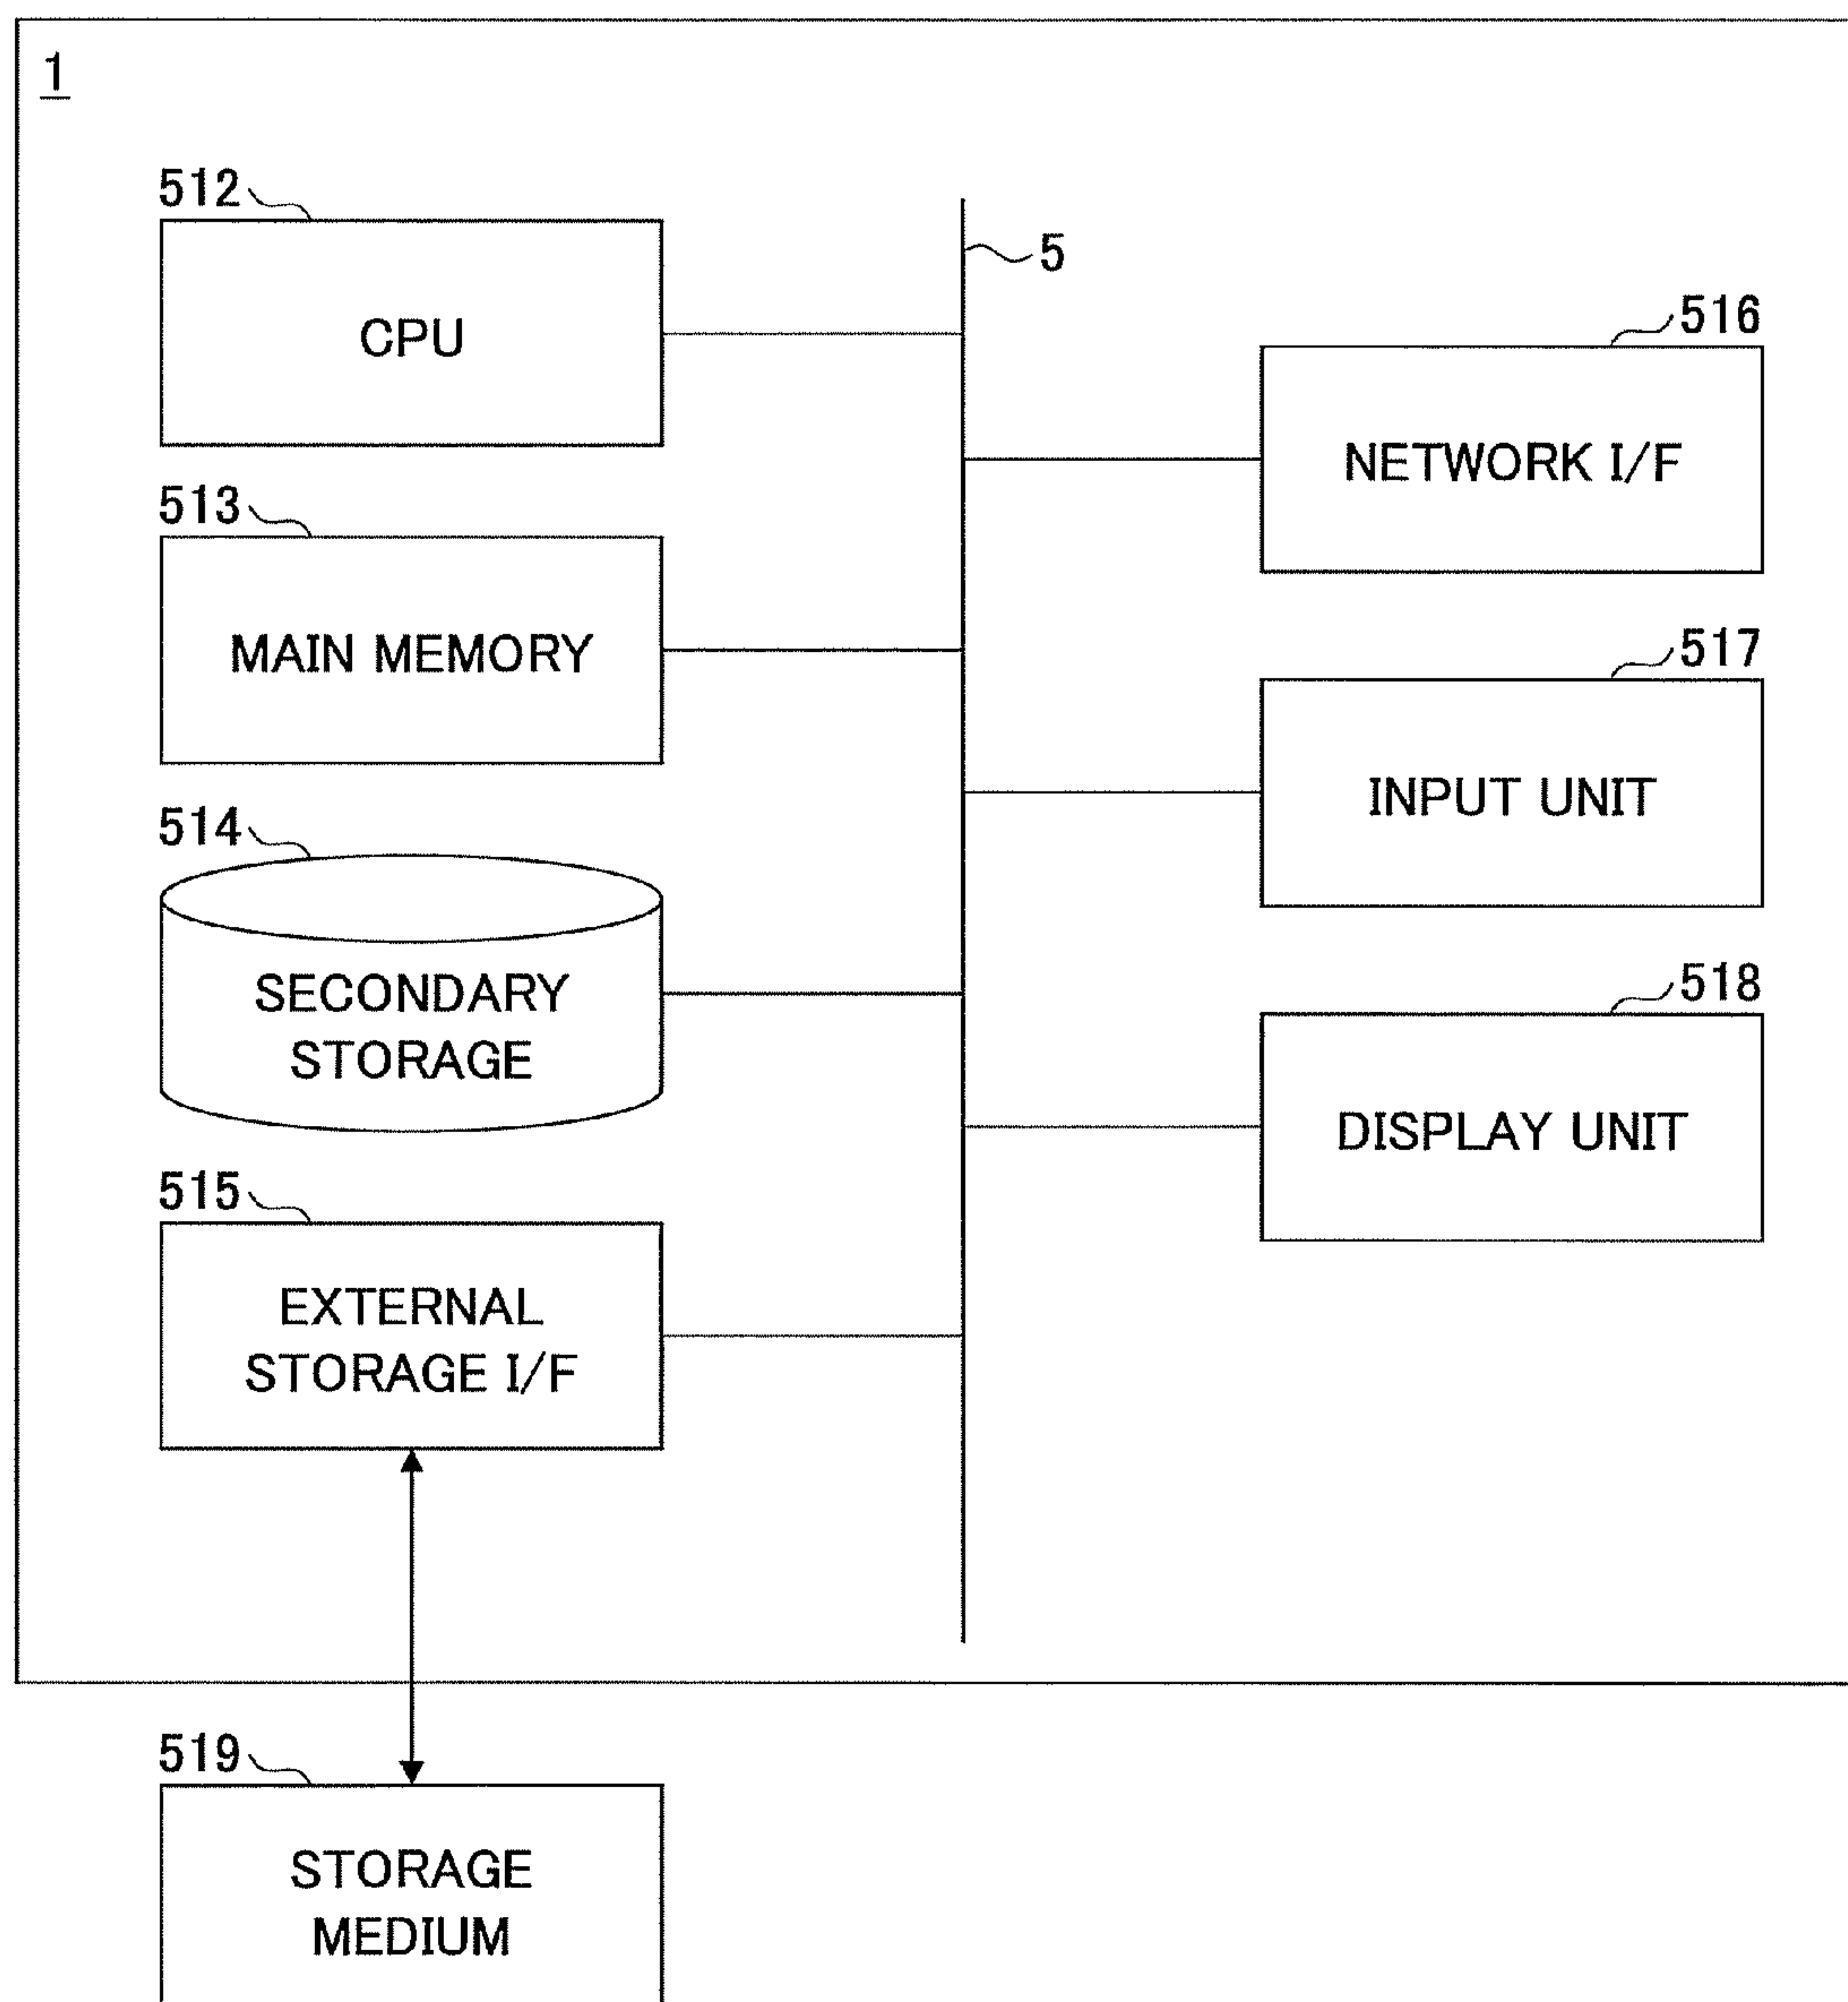 1
512
CPU
5
516
NETWORK I/F
513
MAIN MEMORY
517
INPUT UNIT
514
SECONDARY
STORAGE
518
DISPLAY UNIT
515
EXTERNAL
STORAGE I/F
519
STORAGE
MEDIUM